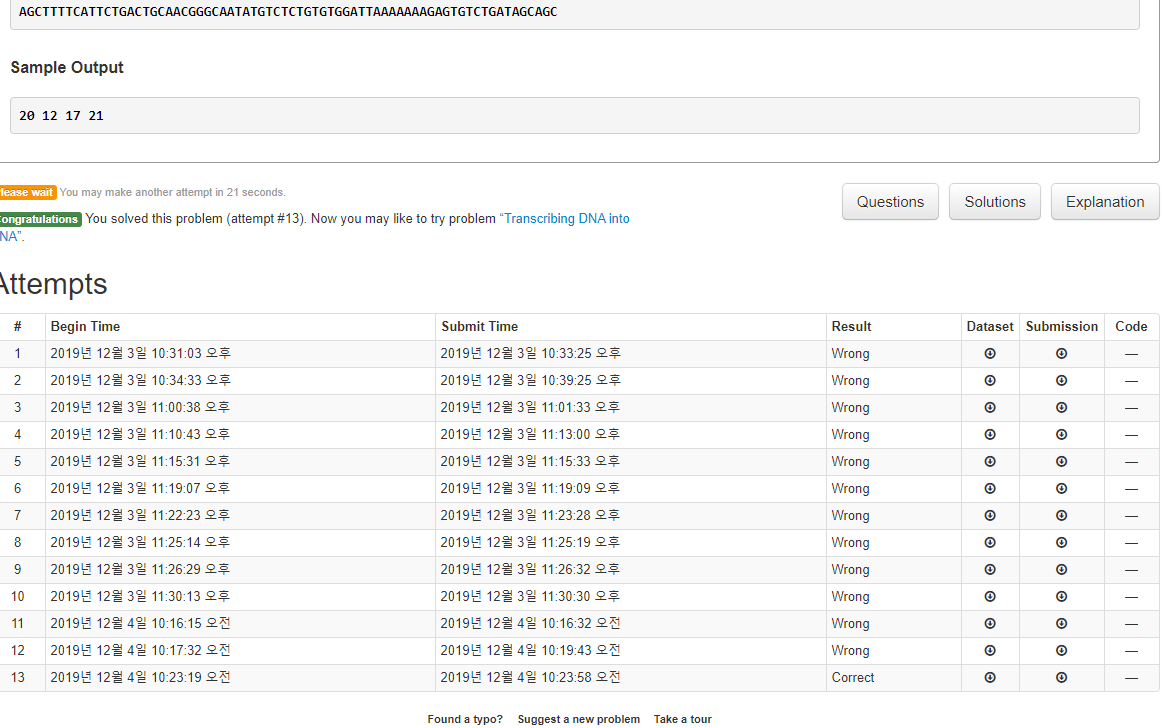 AGCTTTTCATTCTGACTGCAACGGGCAATATGTCTCTGTGTGGATTAAAAAAAGAGTGTCTGATAGCAGC
Sample Output
20 12 17 21
lease wait You may make another attempt in 21 seconds.
ongratulations You solved this problem (attempt #13). Now you may like to try problem “Transcribing DNA into
NA”.
Questions Solutions Explanation
Attempts
# Begin Time Submit Time Result Dataset Submission Code
1 2019년 12월 3일 10:31:03 오후 2019년 12월 3일 10:33:25 오후 Wrong —
2 2019년 12월 3일 10:34:33 오후 2019년 12월 3일 10:39:25 오후 Wrong —
3 2019년 12월 3일 11:00:38 오후 2019년 12월 3일 11:01:33 오후 Wrong —
4 2019년 12월 3일 11:10:43 오후 2019년 12월 3일 11:13:00 오후 Wrong —
5 2019년 12월 3일 11:15:31 오후 2019년 12월 3일 11:15:33 오후 Wrong —
6 2019년 12월 3일 11:19:07 오후 2019년 12월 3일 11:19:09 오후 Wrong —
7 2019년 12월 3일 11:22:23 오후 2019년 12월 3일 11:23:28 오후 Wrong —
8 2019년 12월 3일 11:25:14 오후 2019년 12월 3일 11:25:19 오후 Wrong —
9 2019년 12월 3일 11:26:29 오후 2019년 12월 3일 11:26:32 오후 Wrong —
10 2019년 12월 3일 11:30:13 오후 2019년 12월 3일 11:30:30 오후 Wrong —
11 2019년 12월 4일 10:16:15 오전 2019년 12월 4일 10:16:32 오전 Wrong —
12 2019년 12월 4일 10:17:32 오전 2019년 12월 4일 10:19:43 오전 Wrong —
13 2019년 12월 4일 10:23:19 오전 2019년 12월 4일 10:23:58 오전 Correct —
Found a typo? Suggest a new problem Take a tour